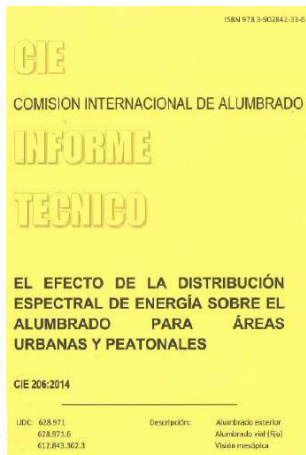 ISBN 978-3-902842-33-6
CIE
COMISION INTERNACIONAL DE ALUMBRADO
INFORME
TECNICO
EL EFECTO DE LA DISTRIBUCIÓN
ESPECTRAL DE ENERGÍA SOBRE EL
ALUMBRADO PARA ÁREAS
URBANAS Y PEATONALES
CIE 206:2014
UDC: 628.971 Descripción: Alumbrado exterior
628.971.6 Alumbrado vial (fijo)
612.843.362.3 Visión mesópica